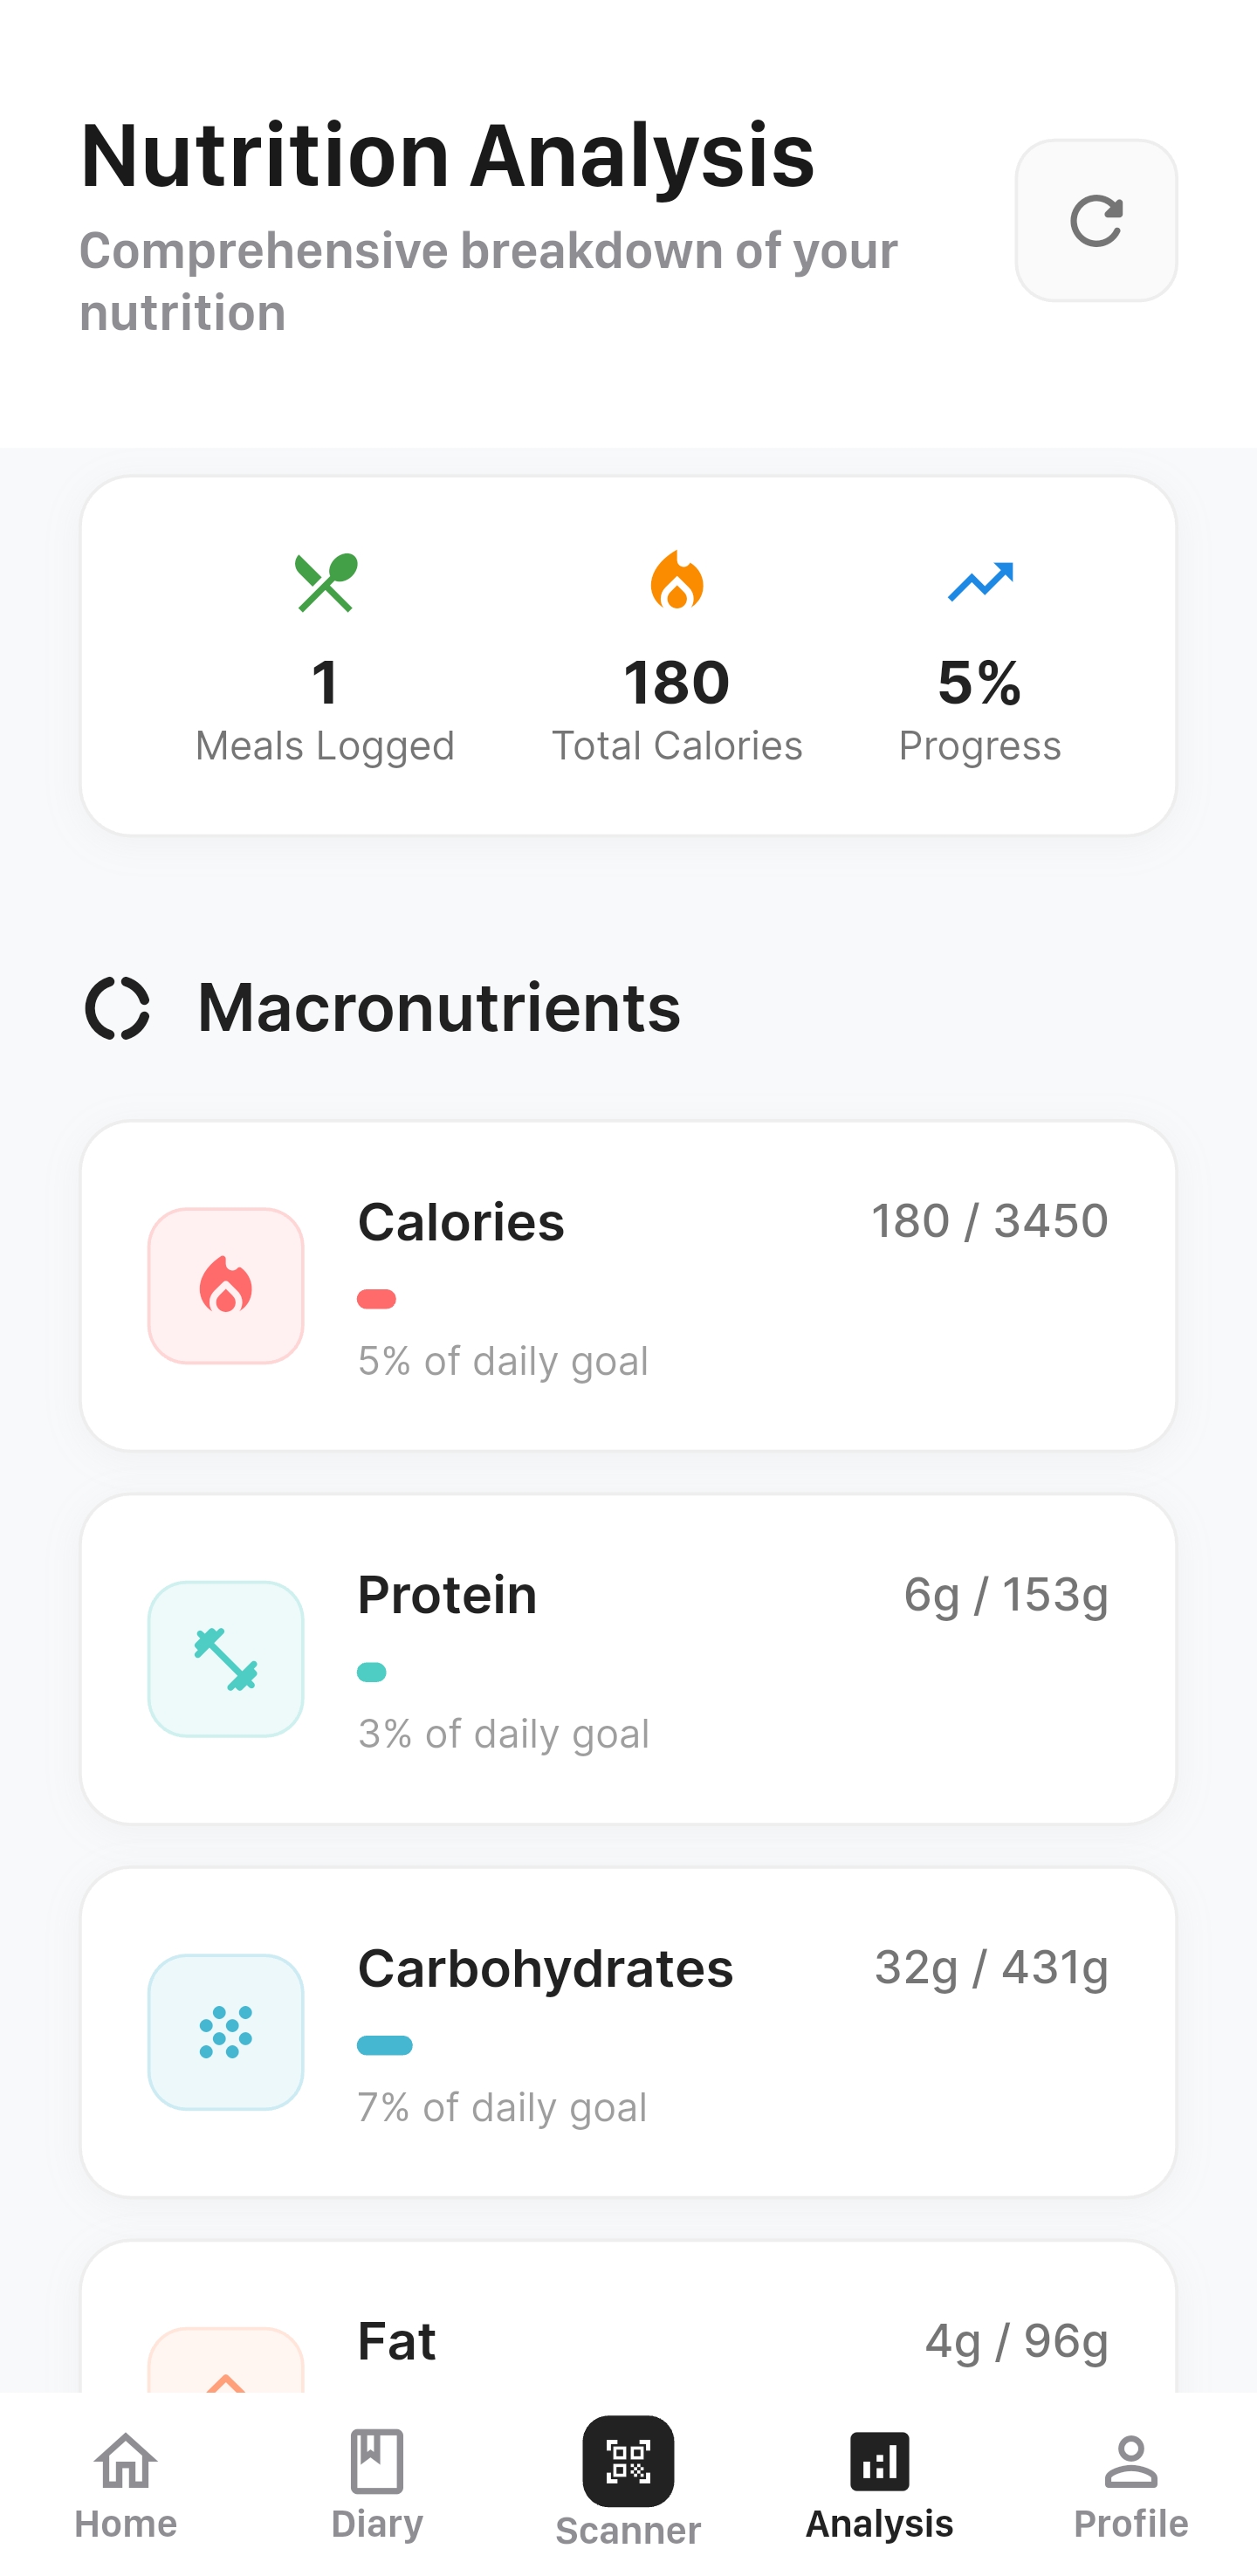 Nutrition Analysis
Comprehensive breakdown of your
nutrition
1
Meals Logged
180
Total Calories
5%
Progress
Macronutrients
Calories
180 / 3450
5% of daily goal
Protein
6g / 153g
3% of daily goal
Carbohydrates
32g / 431g
7% of daily goal
Fat
4g / 96g
Home
Diary
Scanner
Analysis
Profile